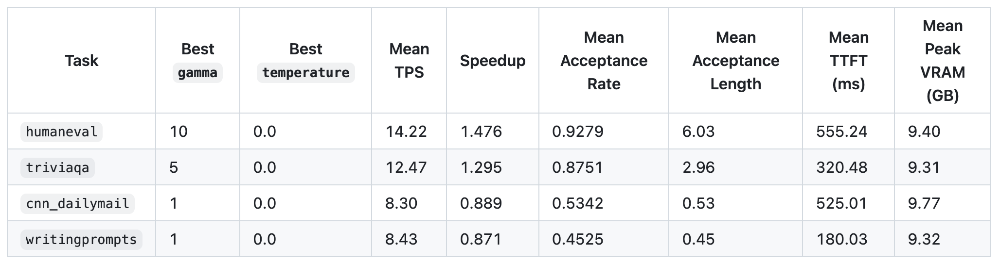 Task Best gamma Best temperature Mean TPS Speedup Mean Acceptance Rate Mean Acceptance Length Mean TTFT (ms) Mean Peak VRAM (GB)
humaneval 10 0.0 14.22 1.476 0.9279 6.03 555.24 9.40
triviaqa 5 0.0 12.47 1.295 0.8751 2.96 320.48 9.31
cnn_dailymail 1 0.0 8.30 0.889 0.5342 0.53 525.01 9.77
writingprompts 1 0.0 8.43 0.871 0.4525 0.45 180.03 9.32